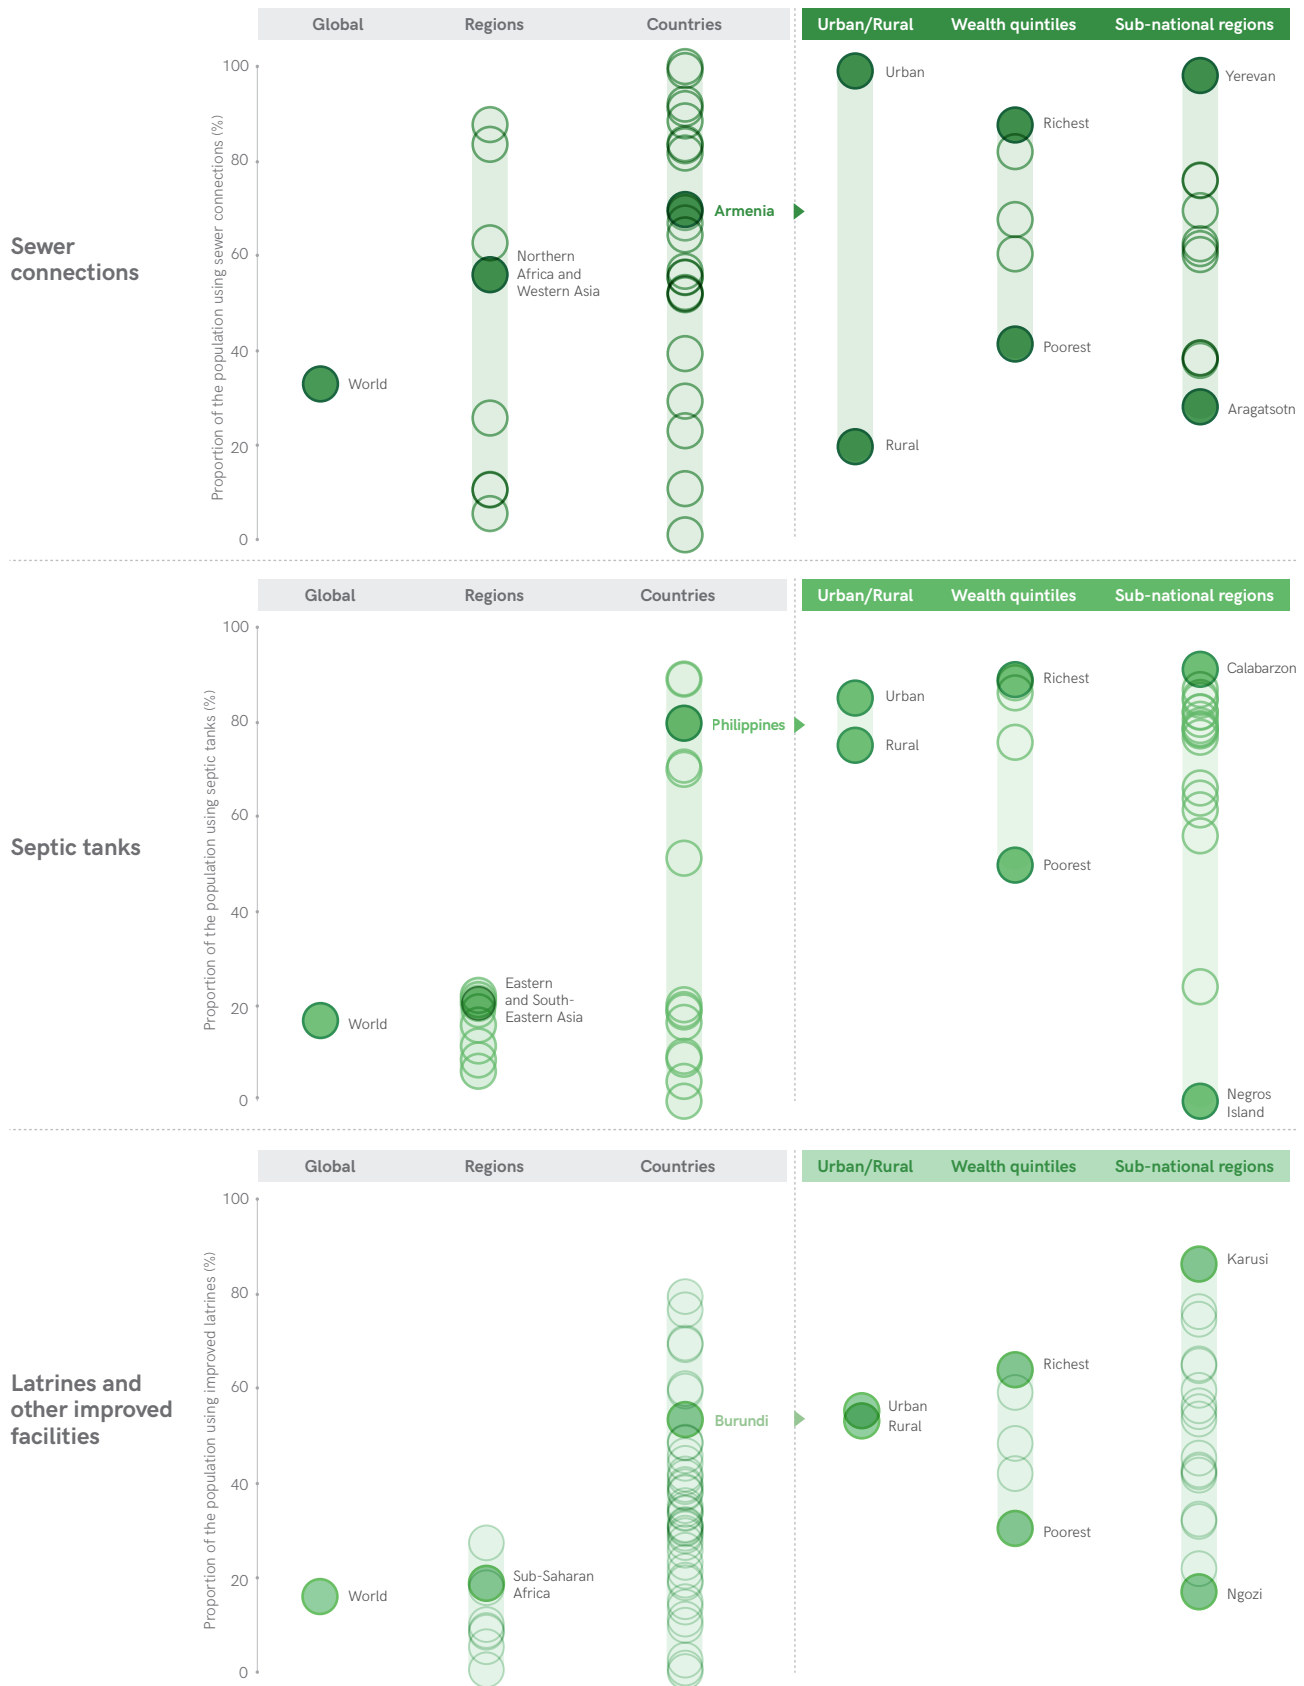 Global Regions Countries Urban/Rural Wealth quintiles Sub-national regions
Sewer
connections
Proportion of the population using sewer connections (%)
100
80
60
40
20
0
World
Northern
Africa and
Western Asia
Armenia
Urban
Rural
Richest
Poorest
Yerevan
Aragatsotn
Global Regions Countries Urban/Rural Wealth quintiles Sub-national regions
Septic tanks
Proportion of the population using septic tanks (%)
100
80
60
40
20
0
World
Eastern
and South-
Eastern Asia
Philippines
Urban
Rural
Richest
Poorest
Calabarzon
Negros
Island
Global Regions Countries Urban/Rural Wealth quintiles Sub-national regions
Latrines and
other improved
facilities
Proportion of the population using improved latrines (%)
100
80
60
40
20
0
World
Sub-Saharan
Africa
Burundi
Urban
Rural
Richest
Poorest
Karusi
Ngozi